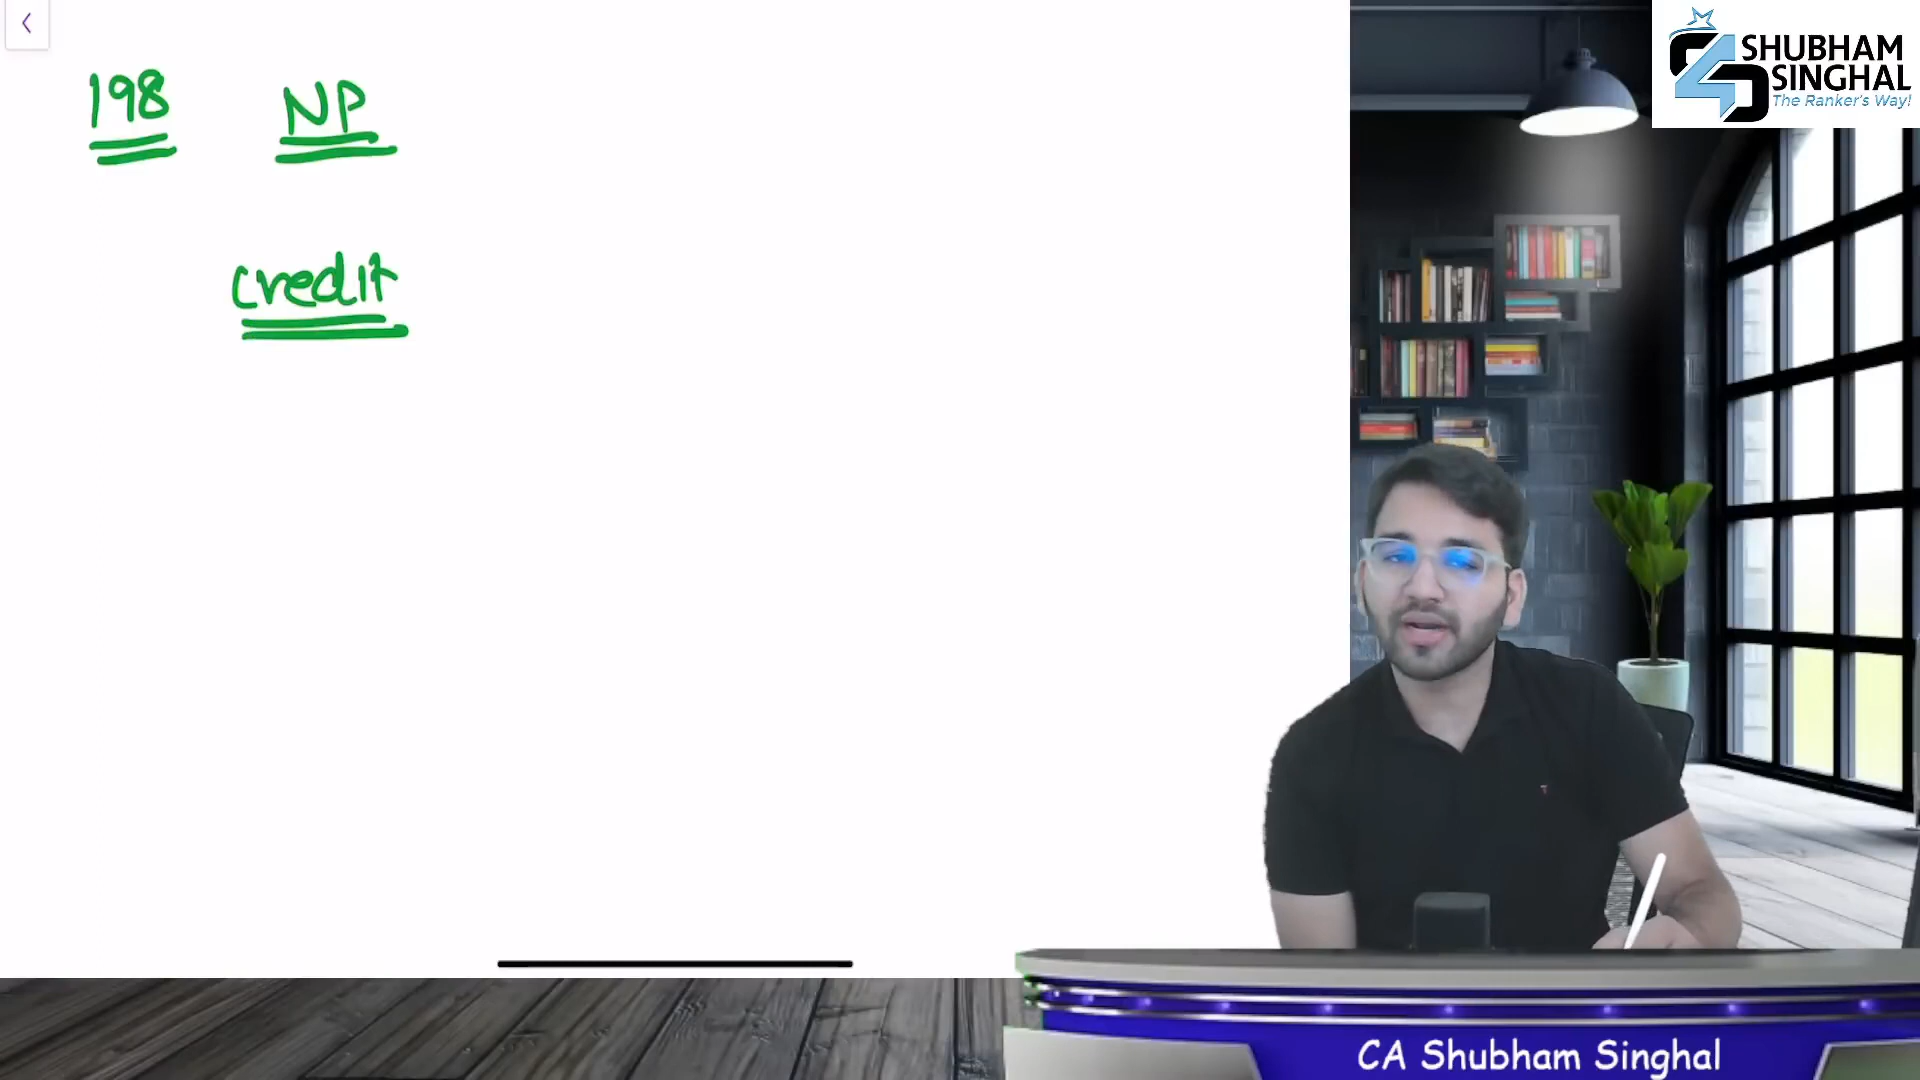 198 NP
credit
SHUBHAM
SINGHAL
The Ranker's Way!
CA Shubham Singhal